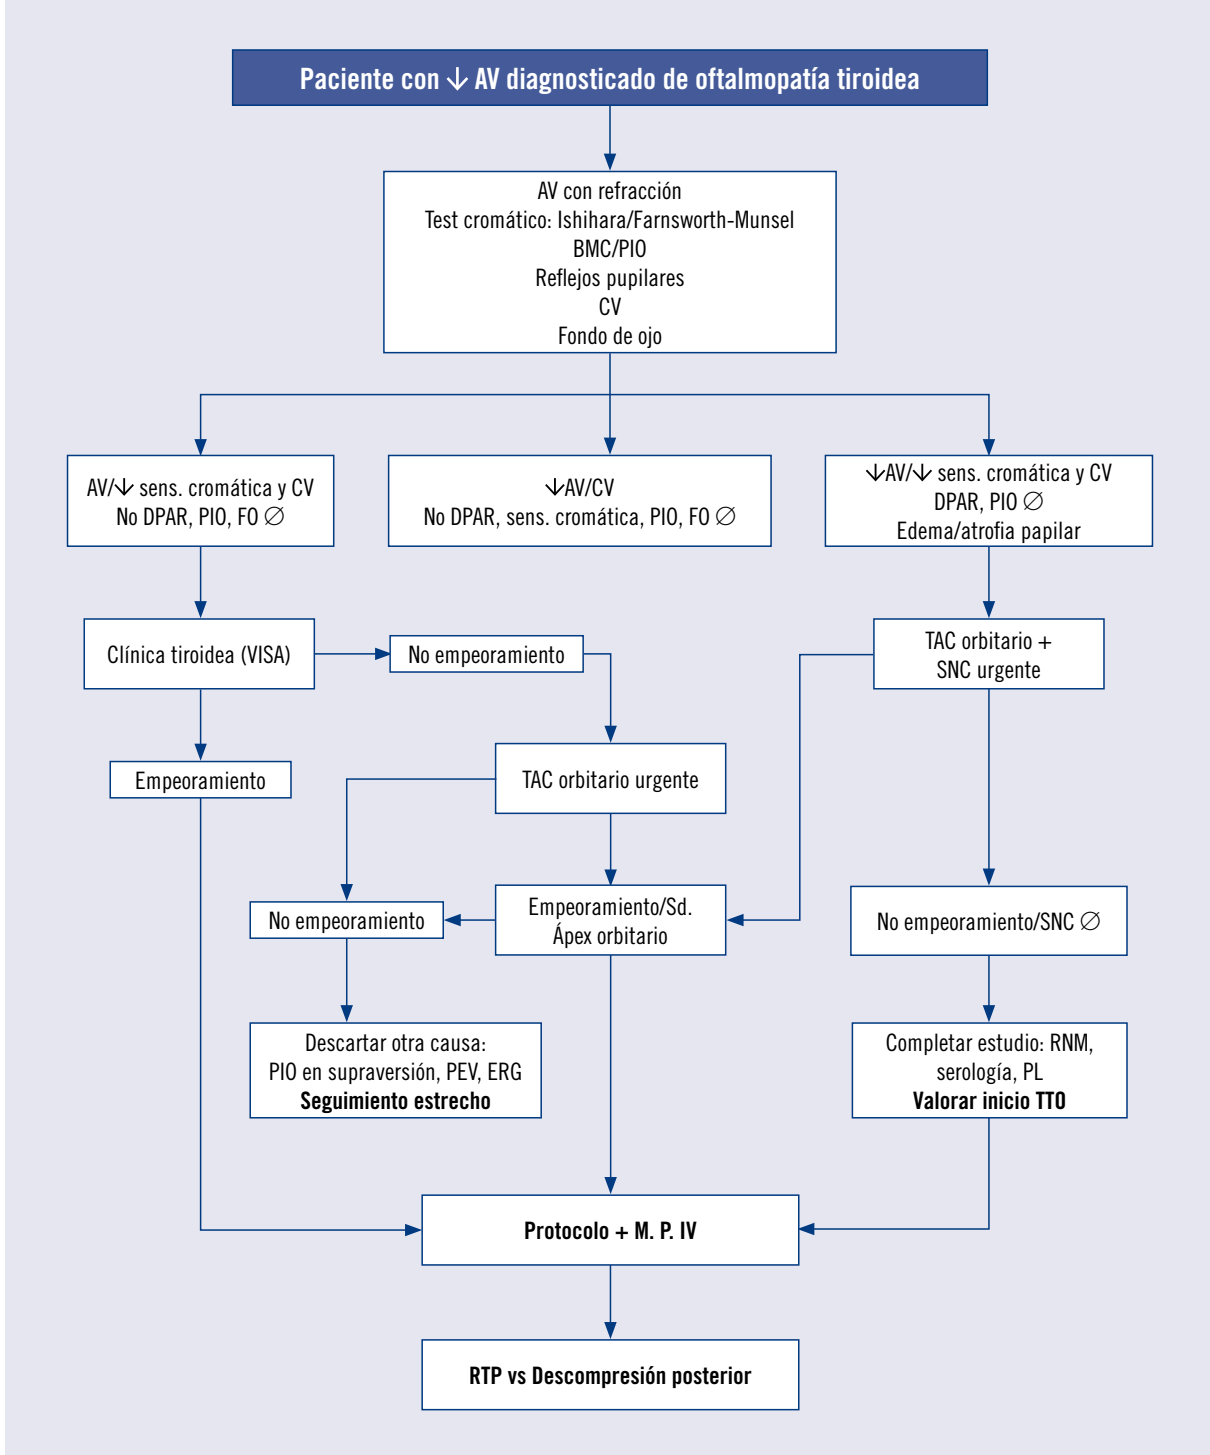 Paciente con ↓ AV diagnosticado de oftalmopatía tiroidea
AV con refracción
Test cromático: Ishihara/Farnsworth-Munsel
BMC/PIO
Reflejos pupilares
CV
Fondo de ojo
AV/↓ sens. cromática y CV
No DPAR, PIO, FO ∅
↓AV/CV
No DPAR, sens. cromática, PIO, FO ∅
↓AV/↓ sens. cromática y CV
DPAR, PIO ∅
Edema/atrofia papilar
Clínica tiroidea (VISA)
No empeoramiento
TAC orbitario +
SNC urgente
Empeoramiento
TAC orbitario urgente
No empeoramiento
Empeoramiento/Sd.
Ápex orbitario
No empeoramiento/SNC ∅
Descartar otra causa:
PIO en supraversión, PEV, ERG
Seguimiento estrecho
Completar estudio: RNM,
serología, PL
Valorar inicio TTO
Protocolo + M. P. IV
RTP vs Descompresión posterior